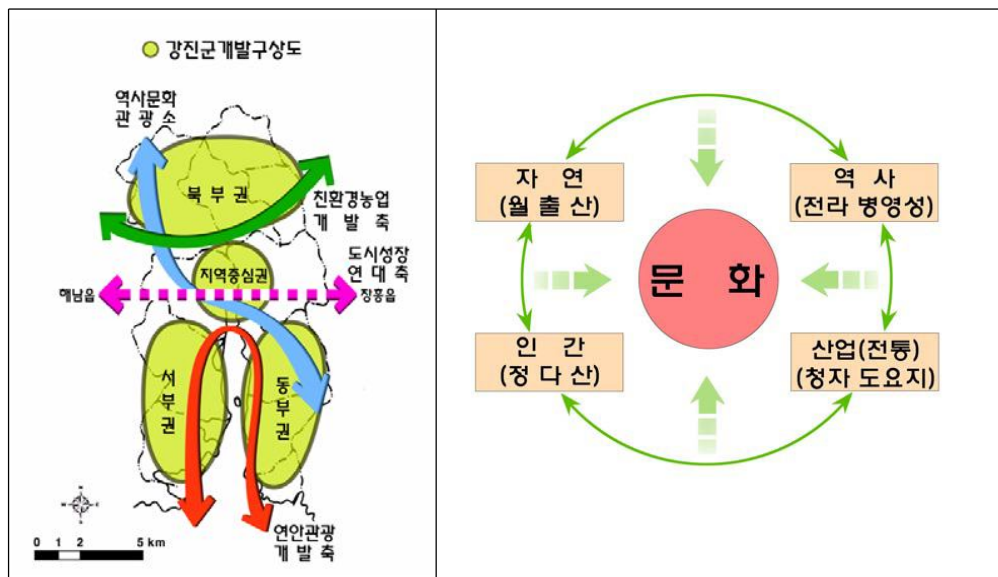 강진군개발구상도
역사문화
관 광 소
북 부 권
친환경농업
개 발 축
도시성장
연 대 축
지역중심권
해남읍
장흥읍
서
부
권
동
부
권
연안관광
개 발 축
0 1 2 5 km
자 연
(월 출 산)
역 사
(전라 병영성)
문 화
인 간
(정 다 산)
산업(전통)
(청자 도요지)